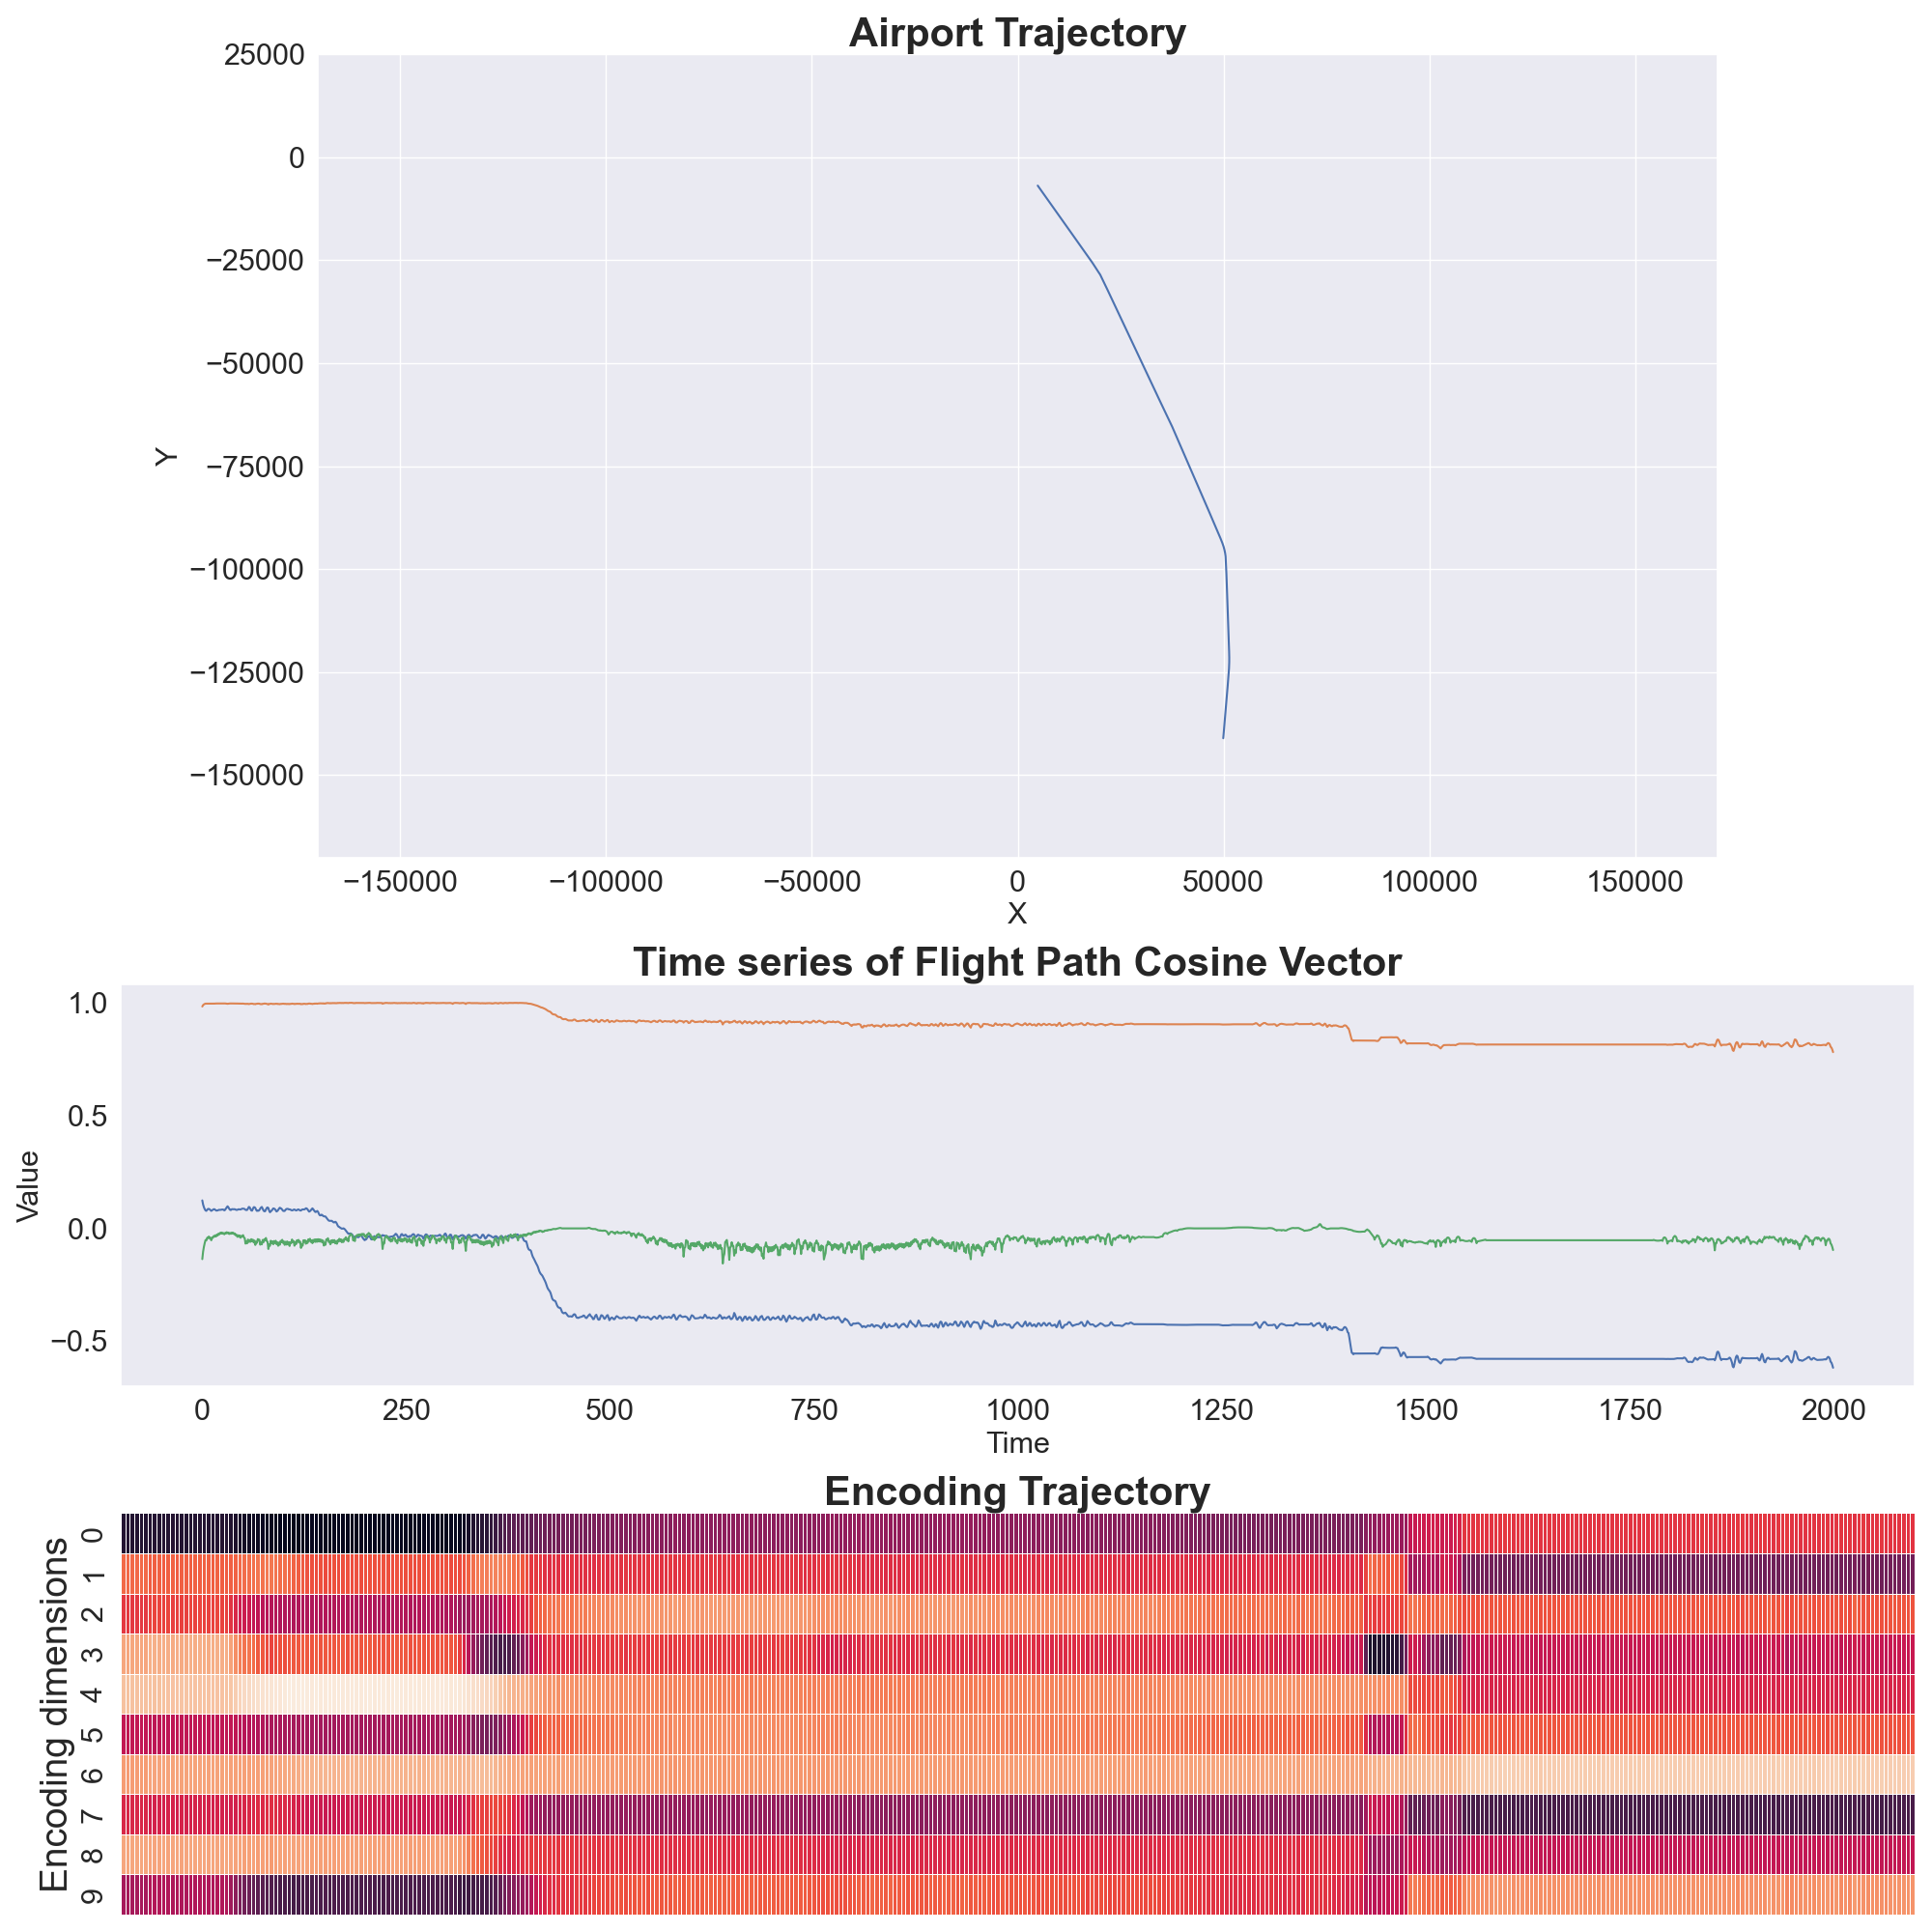 Airport Trajectory
25000
0
−25000
−50000
−75000
−100000
−125000
−150000
Y
−150000 −100000 −50000 0 50000 100000 150000
X
Time series of Flight Path Cosine Vector
1.0
0.5
0.0
−0.5
Value
0 250 500 750 1000 1250 1500 1750 2000
Time
Encoding Trajectory
Encoding dimensions
0
1
2
3
4
5
6
7
8
9